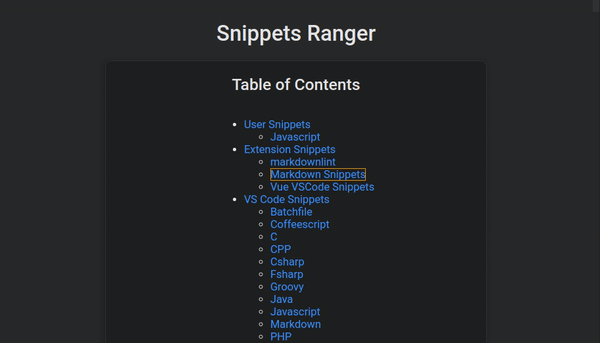 Snippets Ranger
Table of Contents
User Snippets
Javascript
Extension Snippets
markdownlint
Markdown Snippets
Vue VSCode Snippets
VS Code Snippets
Batchfile
Coffeescript
C
CPP
Csharp
Fsharp
Groovy
Java
Javascript
Markdown
PHP